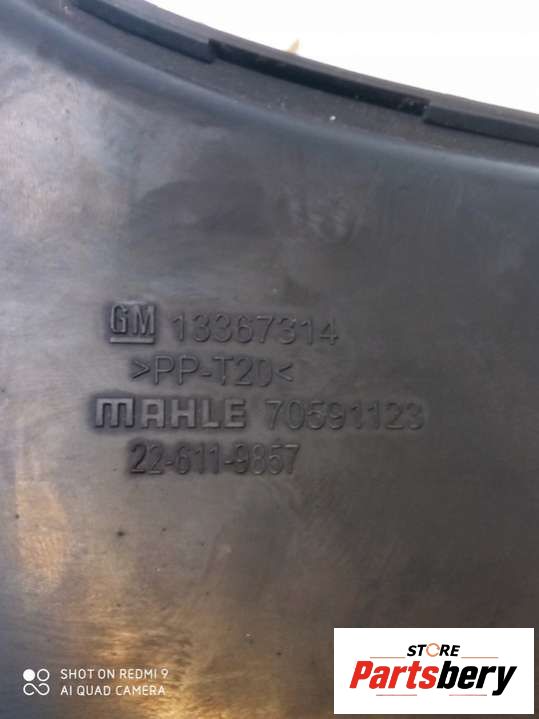 GM 13367314
>PP-T20<
MAHLE 70591123
22-611-9857
SHOT ON REDMI 9
AI QUAD CAMERA
STORE
Partsbery